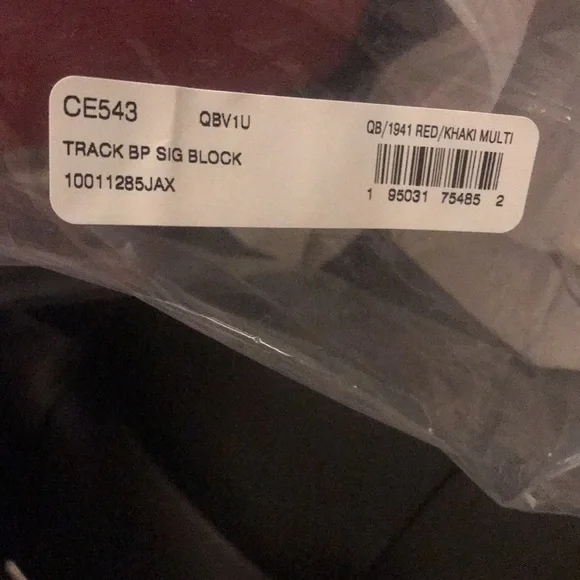 CE543 QBV1U QB/1941 RED/KHAKI MULTI
TRACK BP SIG BLOCK
10011285JAX
1 95031 75485 2